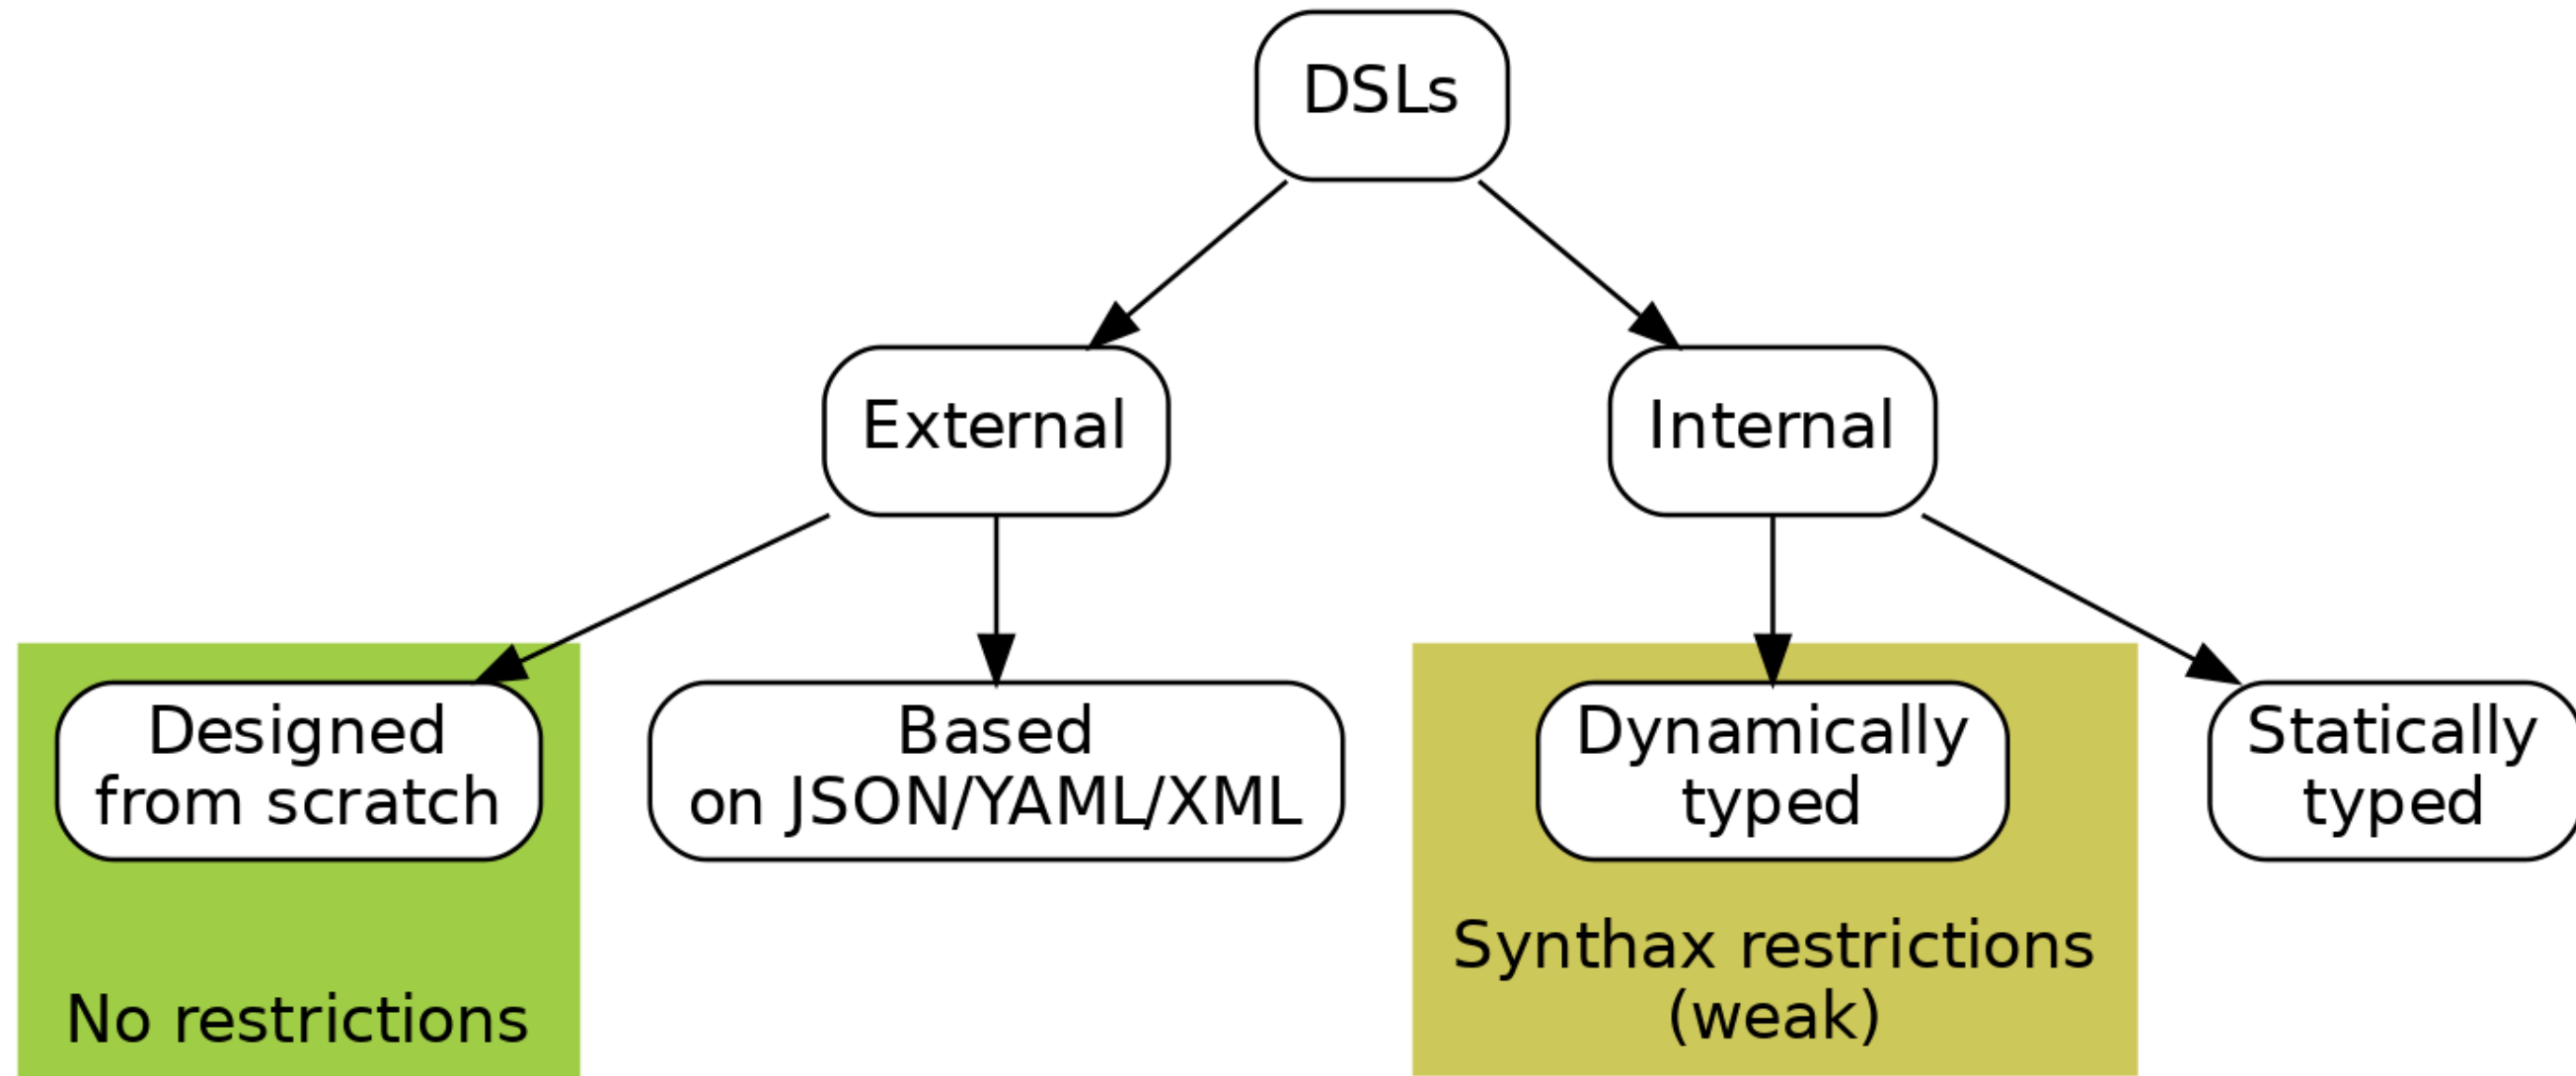 DSLs
External
Internal
Designed
from scratch
Based
on JSON/YAML/XML
Dynamically
typed
Statically
typed
No restrictions
Synthax restrictions
(weak)